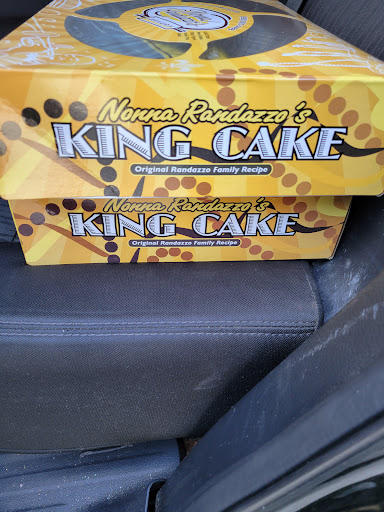 Nonna Randazzo's
KING CAKE
Original Randazzo Family Recipe
Nonna Randazzo's
KING CAKE
Original Randazzo Family Recipe